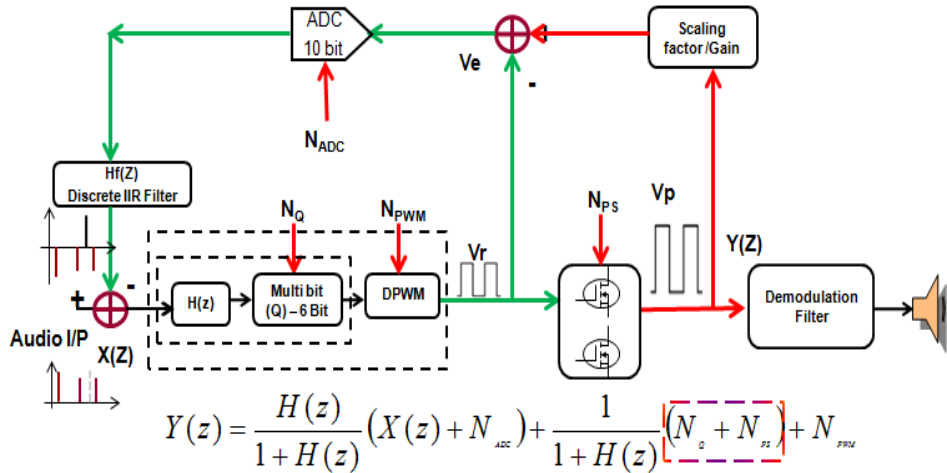 ADC
10 bit
Scaling
factor /Gain
Ve
-
N_ADC
Hf(Z)
Discrete IIR Filter
N_Q
N_PWM
N_PS
Vp
Vr
Y(Z)
+
-
H(z)
Multi bit
(Q) – 6 Bit
DPWM
Demodulation
Filter
Audio I/P
X(Z)
Y(z) = H(z) / (1 + H(z)) (X(z) + N_ADC) + 1 / (1 + H(z)) (N_Q + N_PS) + N_PWM